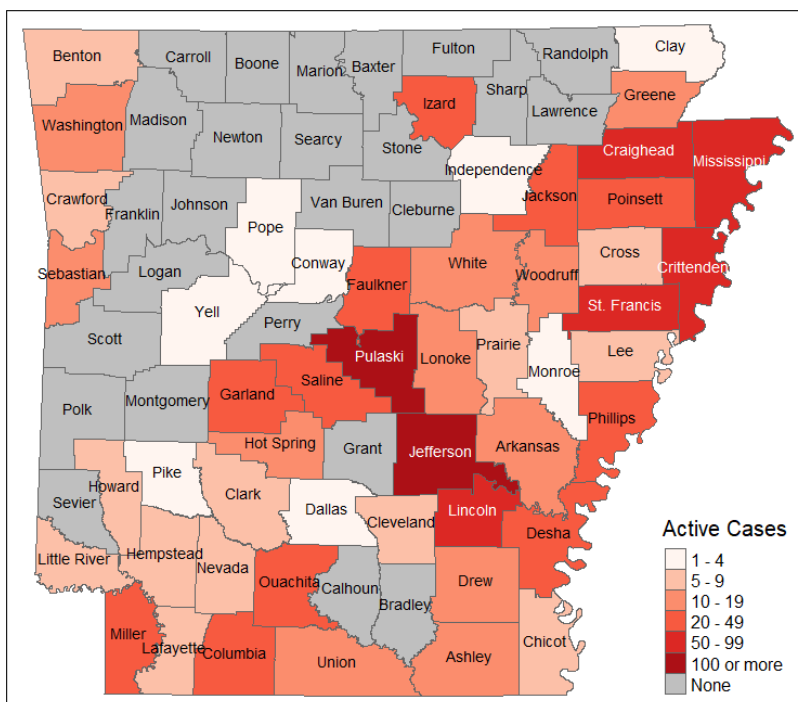 Benton
Carroll
Boone
Marion
Baxter
Fulton
Randolph
Clay
Izard
Sharp
Lawrence
Greene
Washington
Madison
Newton
Searcy
Stone
Independence
Craighead
Mississippi
Crawford
Franklin
Johnson
Pope
Van Buren
Cleburne
Jackson
Poinsett
Sebastian
Logan
Conway
Faulkner
White
Woodruff
Cross
Crittenden
Scott
Yell
Perry
Pulaski
Lonoke
Prairie
Monroe
St. Francis
Lee
Polk
Montgomery
Garland
Saline
Hot Spring
Grant
Jefferson
Arkansas
Phillips
Sevier
Howard
Pike
Clark
Dallas
Cleveland
Lincoln
Desha
Little River
Hempstead
Nevada
Ouachita
Calhoun
Bradley
Drew
Miller
Lafayette
Columbia
Union
Ashley
Chicot
Active Cases
1 - 4
5 - 9
10 - 19
20 - 49
50 - 99
100 or more
None